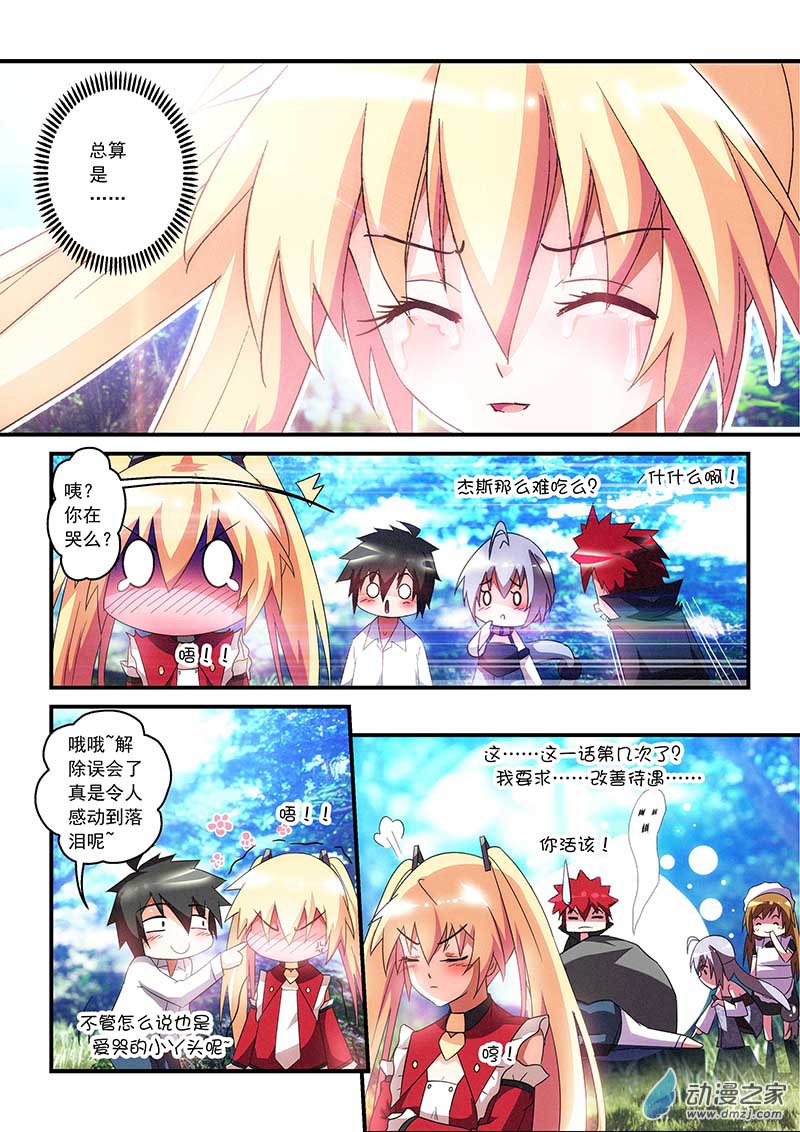 总算
是
……
咦?
你在
哭么?
唔!!
杰斯那么难吃么?
什什么啊!
哦哦~解
除误会了
真是令人
感动到落
泪呢~
唔!!
不管怎么说也是
爱哭的小丫头呢~
这……这一话第几次了?
我要求……改善待遇……
你活该!
哼!!
动漫之家
www.dmzj.com